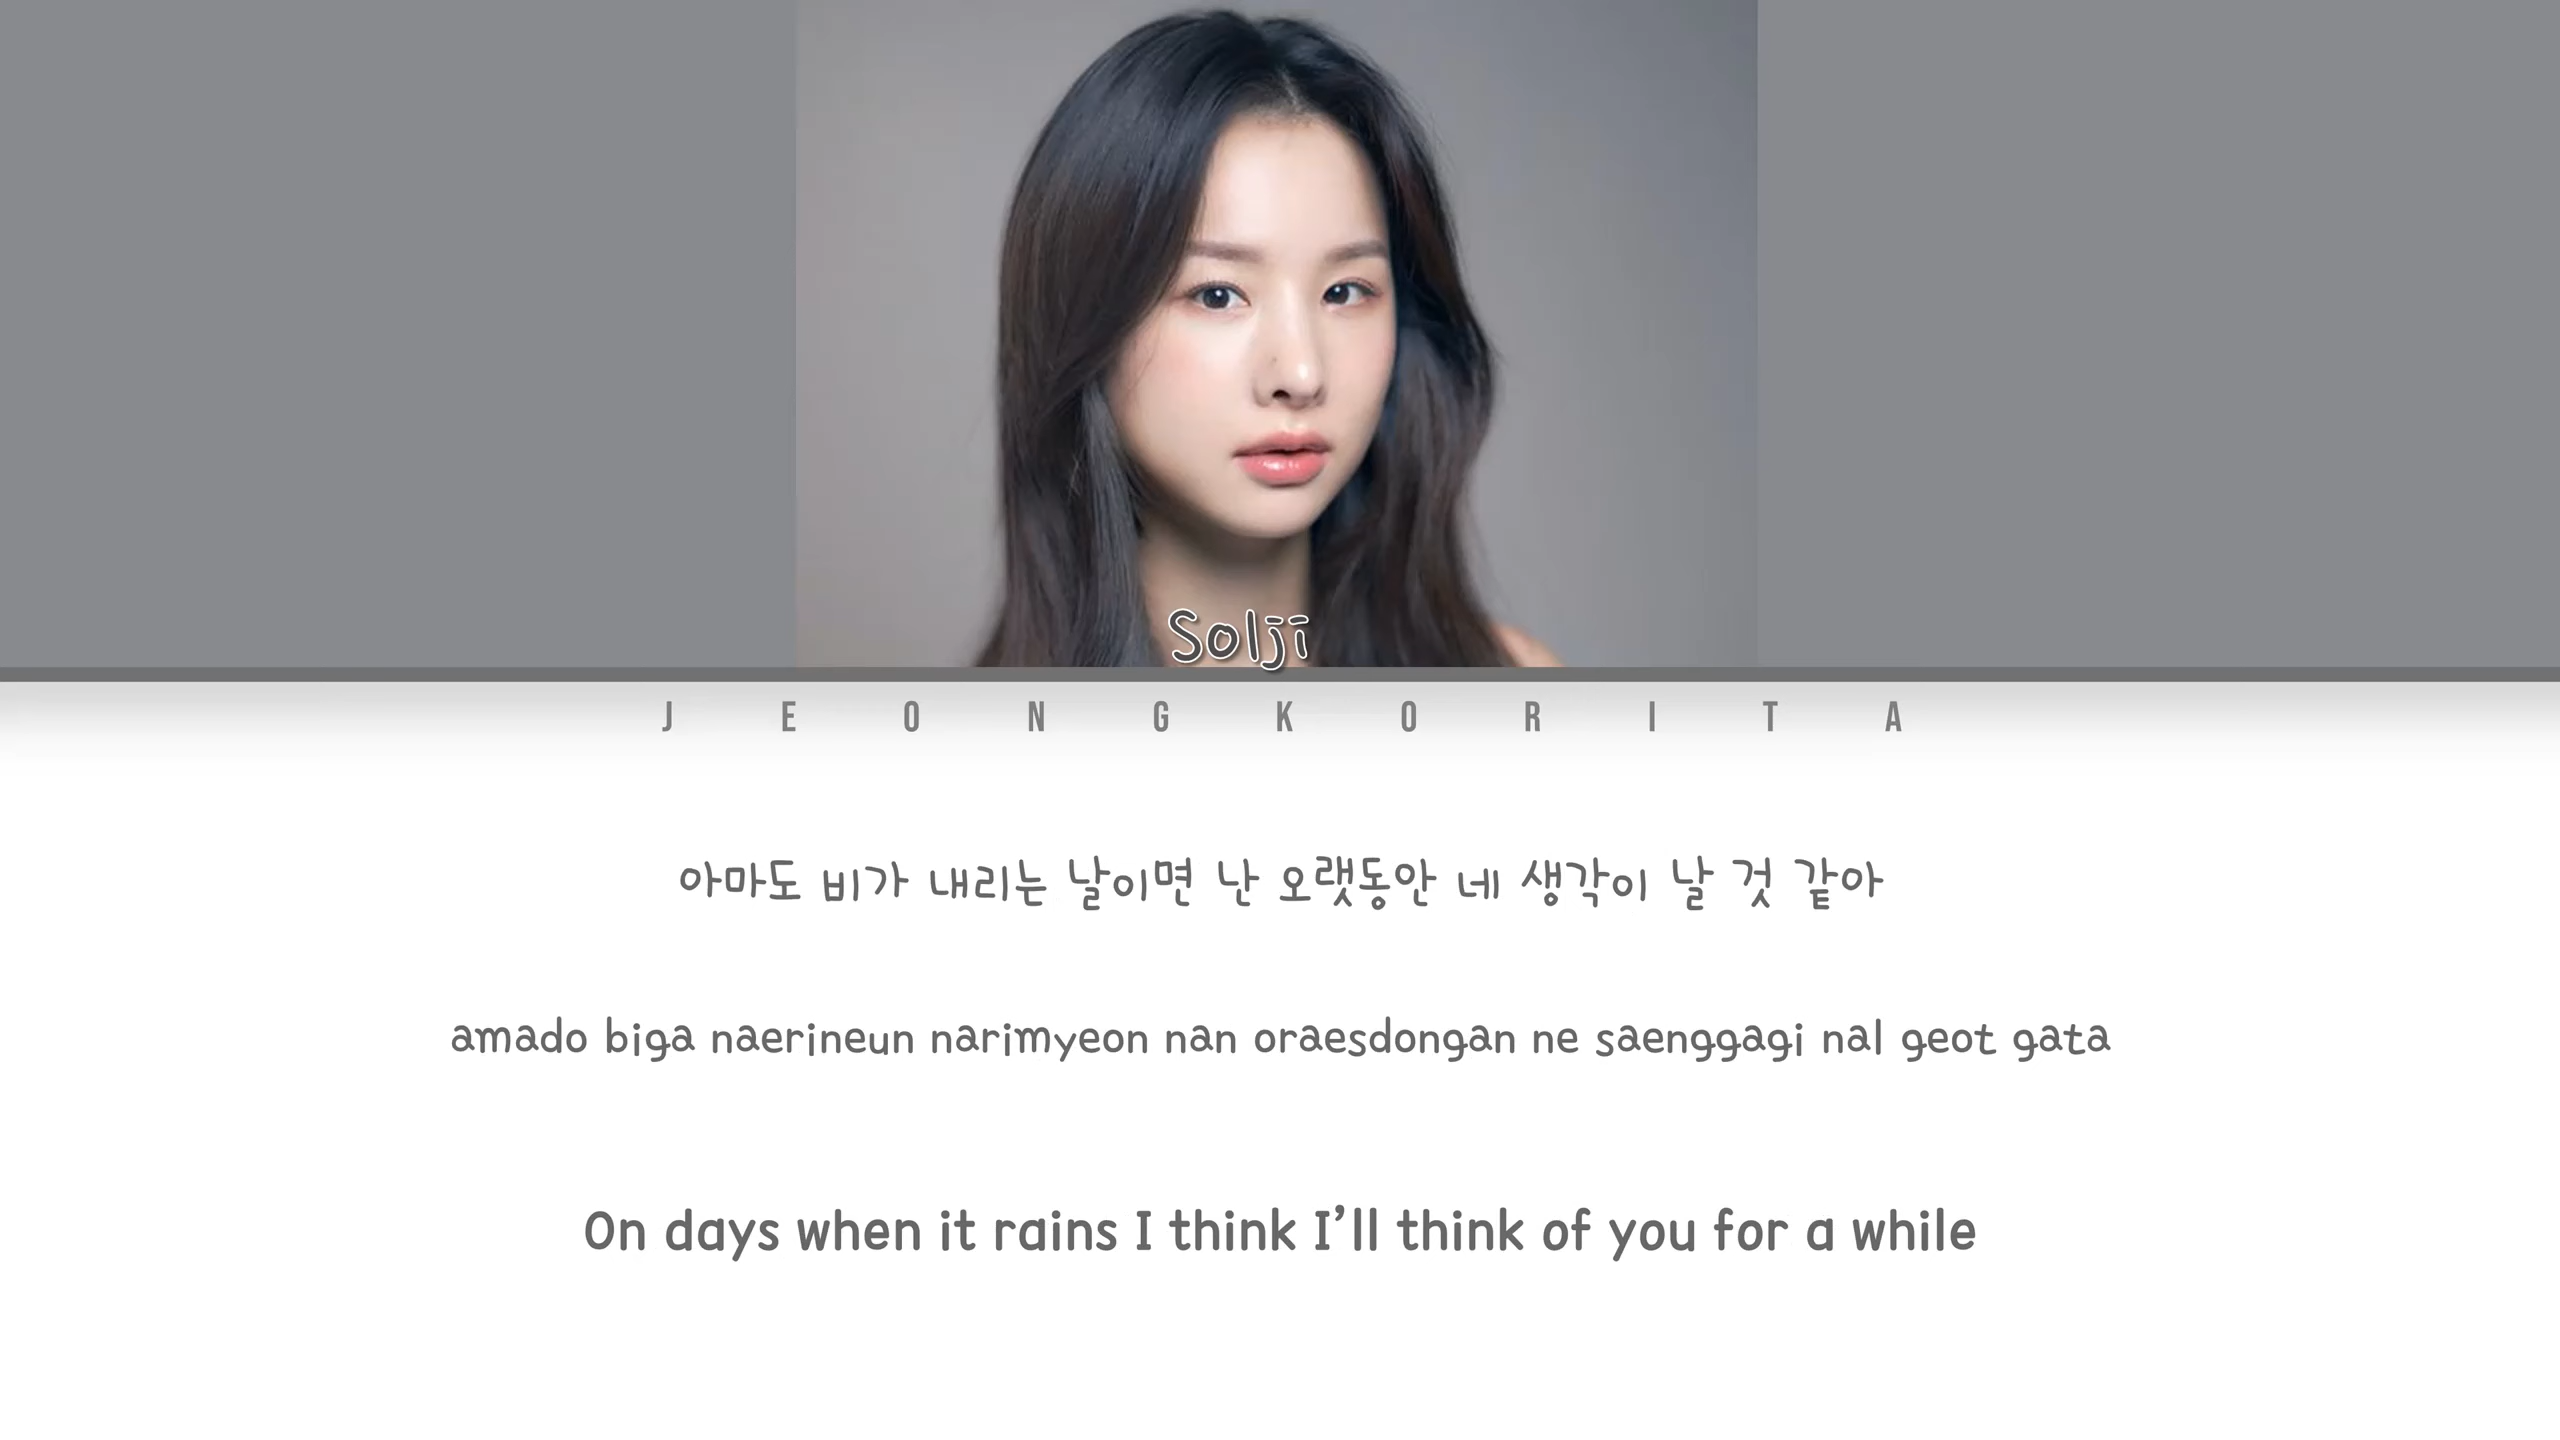 Solji
JEONGKORITA
아마도 비가 내리는 날이면 난 오랫동안 네 생각이 날 것 같아
amado biga naerineun narimyeon nan oraesdongan ne saenggagi nal geot gata
On days when it rains I think I’ll think of you for a while